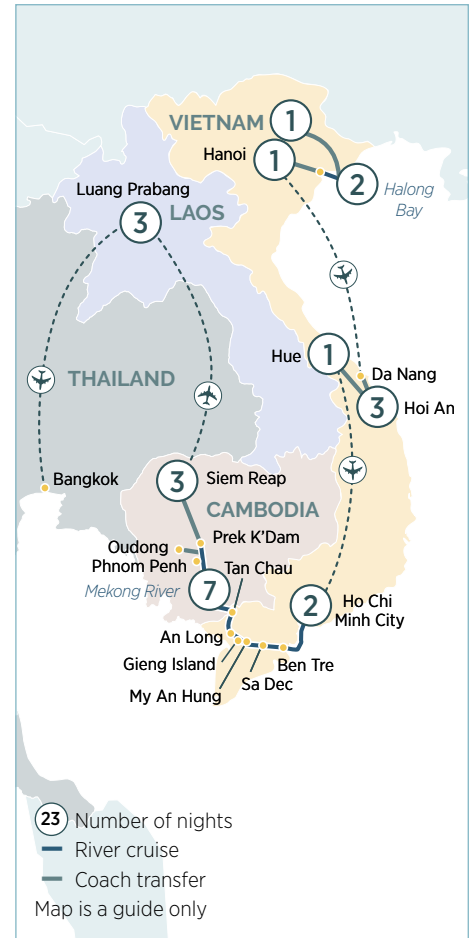 VIETNAM
1
Hanoi
1
2
Halong
Bay
Luang Prabang
3
LAOS
THAILAND
Hue
1
Da Nang
3
Hoi An
Bangkok
3
Siem Reap
CAMBODIA
Prek K'Dam
Oudong
Phnom Penh
Tan Chau
Mekong River
7
2
Ho Chi
Minh City
An Long
Gieng Island
Ben Tre
Sa Dec
My An Hung
23 Number of nights
River cruise
Coach transfer
Map is a guide only